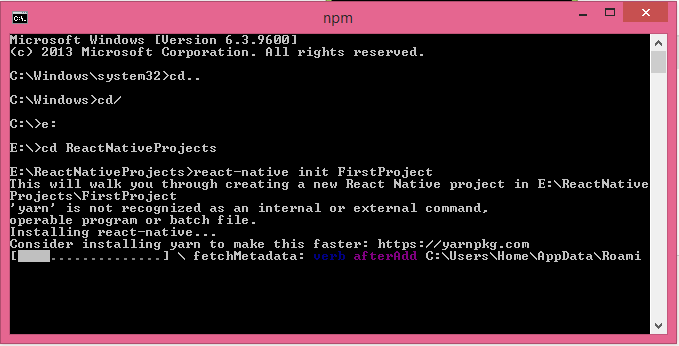 npm
C:\.
Microsoft Windows [Version 6.3.9600]
(c) 2013 Microsoft Corporation. All rights reserved.
C:\Windows\system32>cd..
C:\Windows>cd/
C:\>e:
E:\>cd ReactNativeProjects
E:\ReactNativeProjects>react-native init FirstProject
This will walk you through creating a new React Native project in E:\ReactNative
Projects\FirstProject
'yarn' is not recognized as an internal or external command,
operable program or batch file.
Installing react-native...
Consider installing yarn to make this faster: https://yarnpkg.com
[░░░░..............] \ fetchMetadata: verb afterAdd C:\Users\Home\AppData\Roami